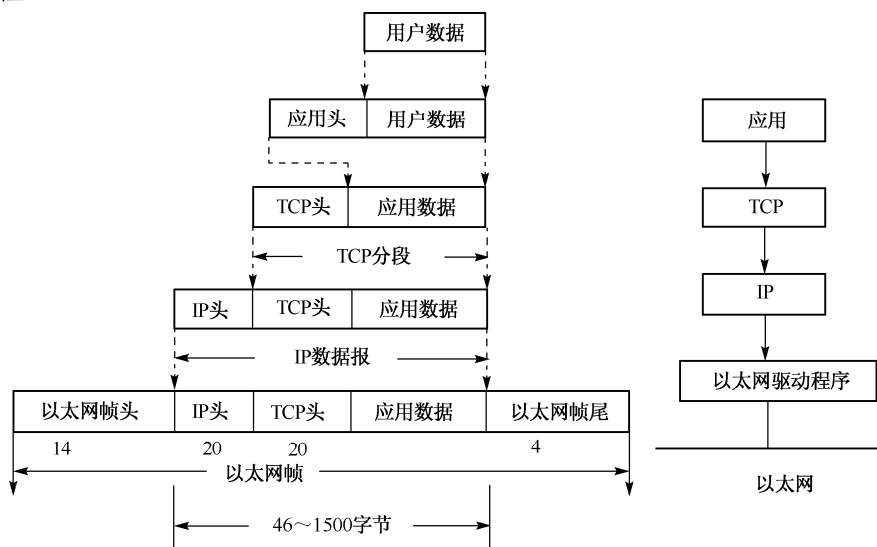 用户数据
应用头 用户数据
应用
TCP头 应用数据
TCP
TCP分段
IP头 TCP头 应用数据
IP
IP数据报
以太网驱动程序
以太网帧头 IP头 TCP头 应用数据 以太网帧尾
14 20 20 4
以太网帧
以太网
46～1500字节